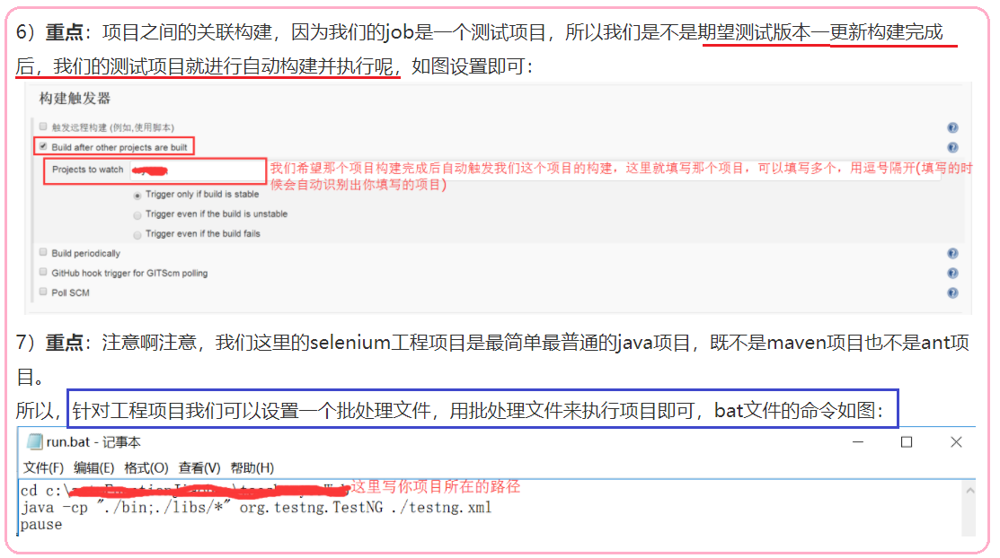 6）重点：项目之间的关联构建，因为我们的job是一个测试项目，所以我们是不是期望测试版本一更新构建完成
后，我们的测试项目就进行自动构建并执行呢，如图设置即可：
构建触发器
触发远程构建 (例如,使用脚本)
Build after other projects are built
Projects to watch
我们希望那个项目构建完成后自动触发我们这个项目的构建，这里就填写那个项目，可以填写多个，用逗号隔开(填写的时
候会自动识别出你填写的项目)
Trigger only if build is stable
Trigger even if the build is unstable
Trigger even if the build fails
Build periodically
GitHub hook trigger for GITScm polling
Poll SCM
7）重点：注意啊注意，我们这里的selenium工程项目是最简单最普通的java项目，既不是maven项目也不是ant项
目。
所以，针对工程项目我们可以设置一个批处理文件，用批处理文件来执行项目即可，bat文件的命令如图：
run.bat - 记事本
文件(F) 编辑(E) 格式(O) 查看(V) 帮助(H)
cd c:\ 这里写你项目所在的路径
java -cp "./bin;./libs/*" org.testng.TestNG ./testng.xml
pause